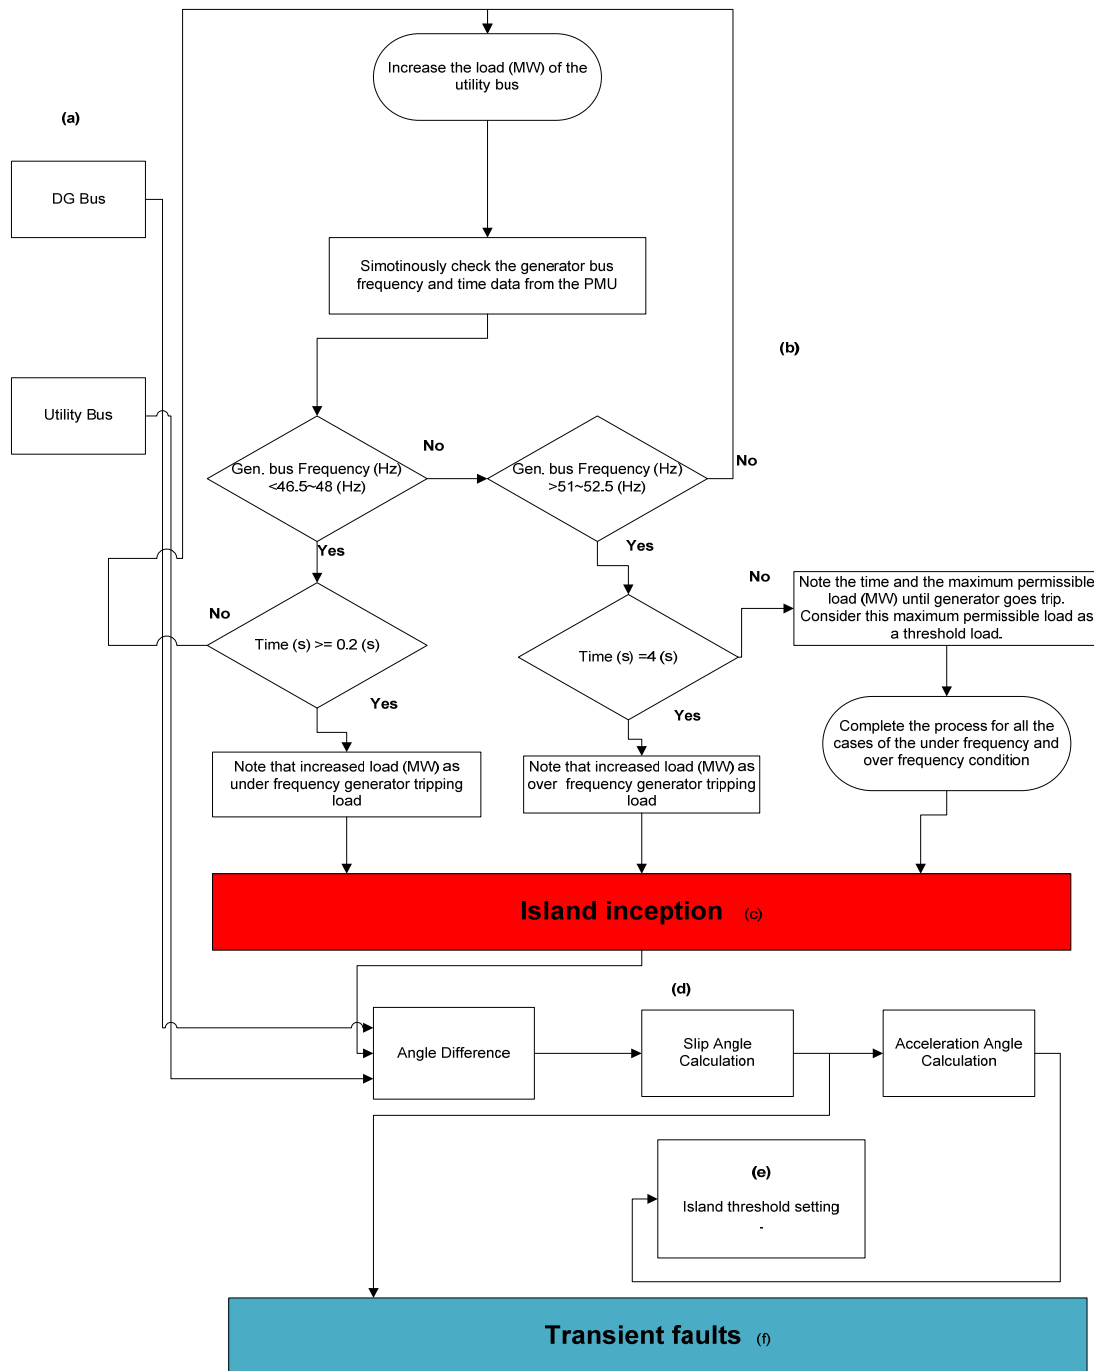 Increase the load (MW) of the
utility bus
(a)
DG Bus
Simotinously check the generator bus
frequency and time data from the PMU
(b)
Utility Bus
No
Gen. bus Frequency (Hz)
<46.5~48 (Hz)
Gen. bus Frequency (Hz)
>51~52.5 (Hz)
No
Yes
Yes
No
Note the time and the maximum permissible
load (MW) until generator goes trip.
Consider this maximum permissible load as
a threshold load.
No
Time (s) >= 0.2 (s)
Time (s) =4 (s)
Yes
Yes
Complete the process for all the
cases of the under frequency and
over frequency condition
Note that increased load (MW) as
under frequency generator tripping
load
Note that increased load (MW) as
over frequency generator tripping
load
Island inception (c)
(d)
Angle Difference
Slip Angle
Calculation
Acceleration Angle
Calculation
(e)
Island threshold setting
-
Transient faults (f)